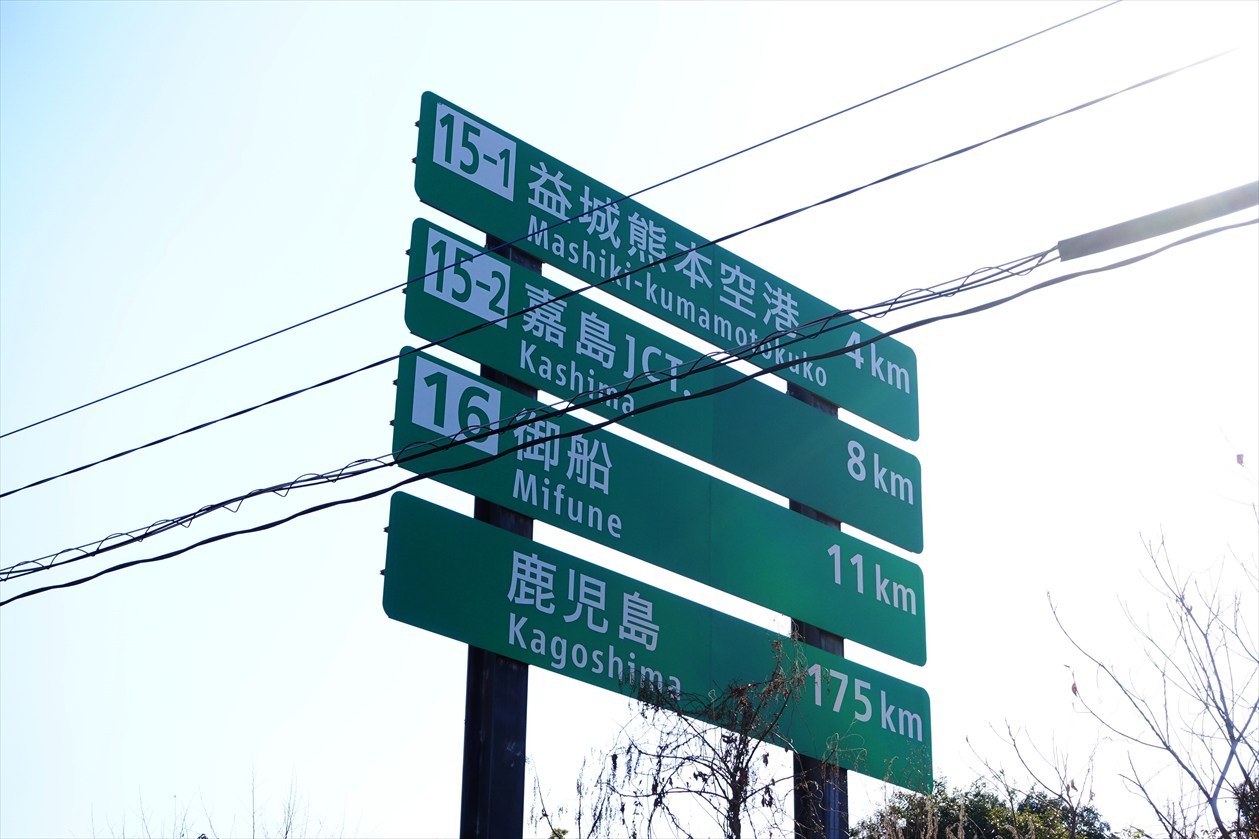 15-1 益城熊本空港
Mashiki-kumamotokuko 4km
15-2 嘉島JCT.
Kashima 8km
16 御船
Mifune 11km
鹿児島
Kagoshima 175km